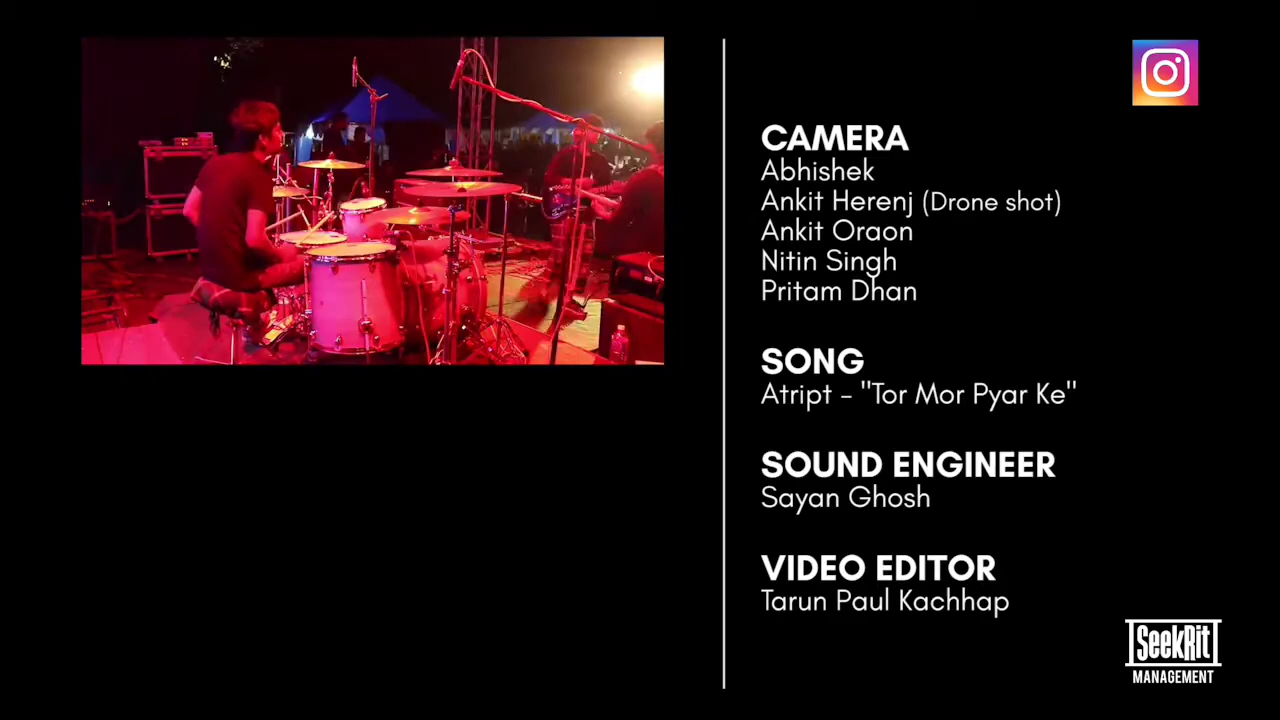 CAMERA
Abhishek
Ankit Herenj (Drone shot)
Ankit Oraon
Nitin Singh
Pritam Dhan
SONG
Atript - "Tor Mor Pyar Ke"
SOUND ENGINEER
Sayan Ghosh
VIDEO EDITOR
Tarun Paul Kachhap
SeekRit
MANAGEMENT